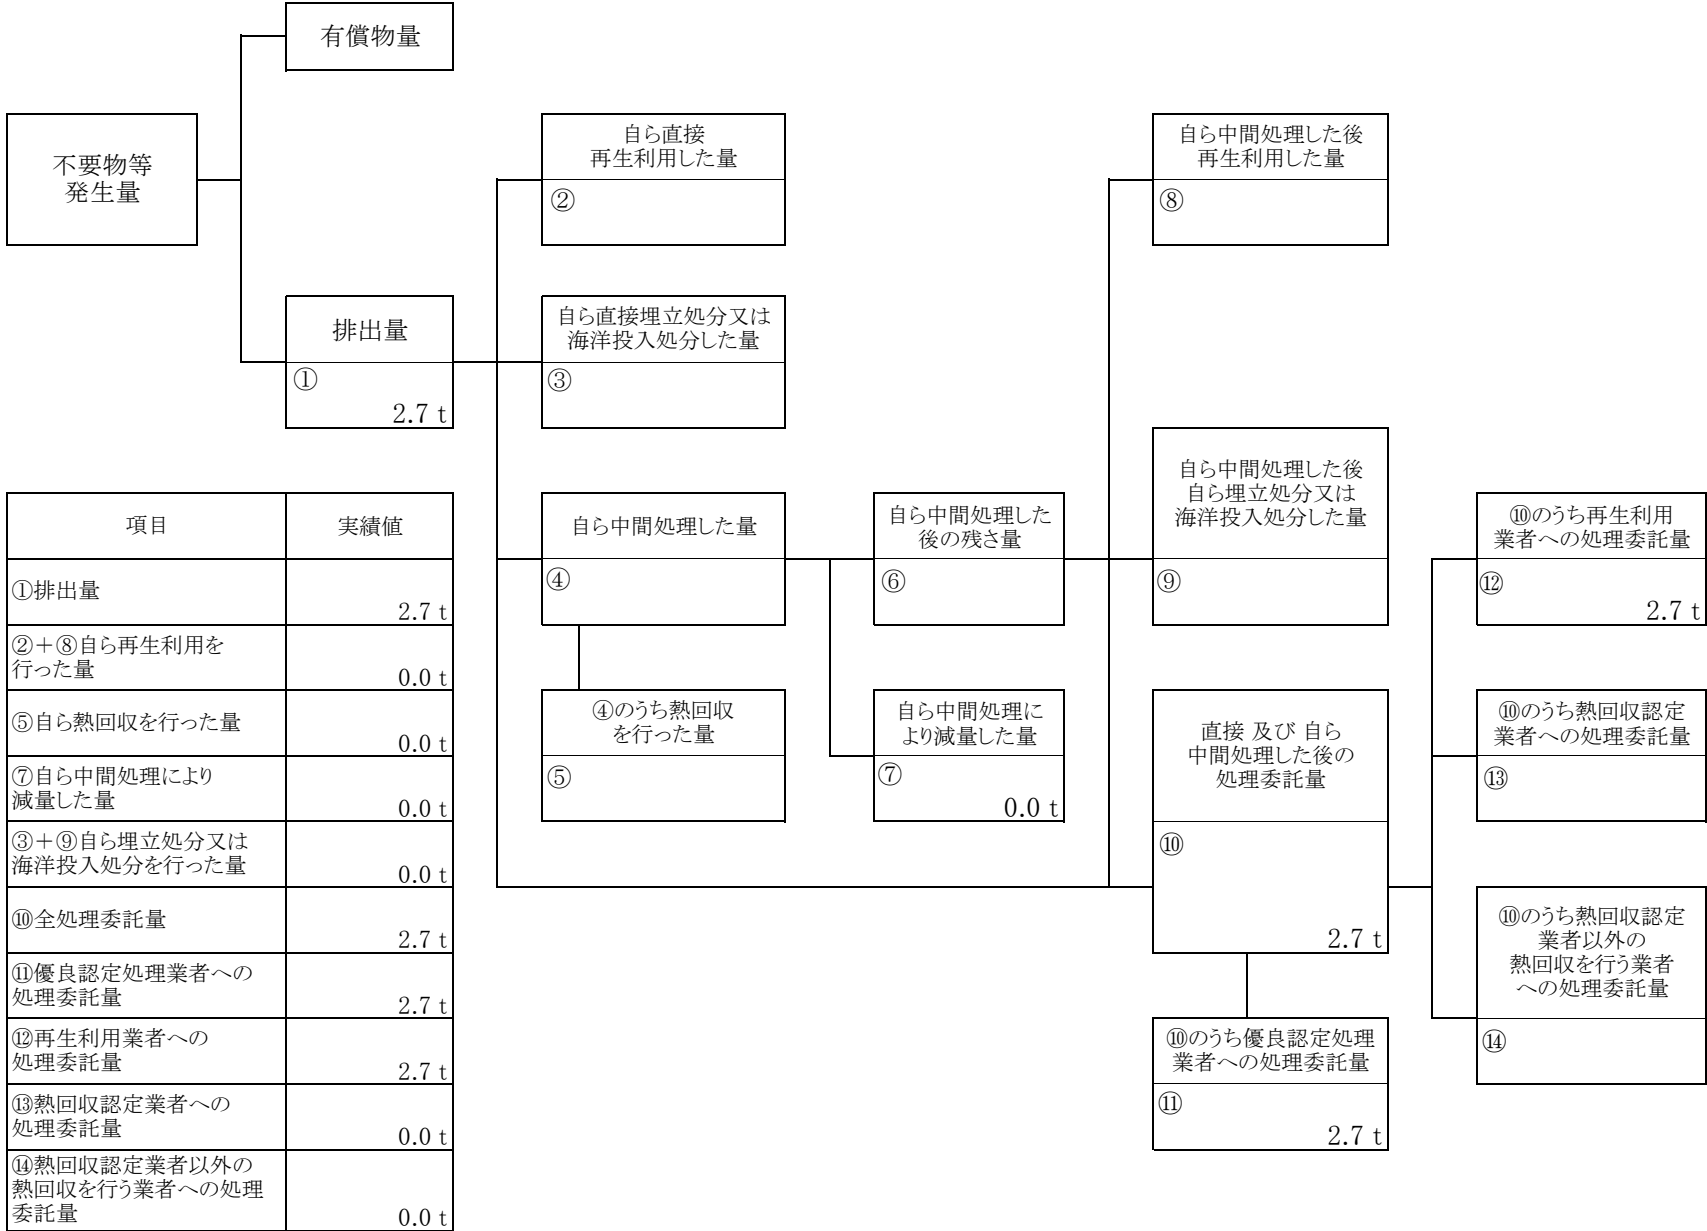 有償物量
不要物等
発生量
自ら直接
再生利用した量
②
自ら中間処理した後
再生利用した量
⑧
排出量
①
2.7 t
自ら直接埋立処分又は
海洋投入処分した量
③
自ら中間処理した量
④
自ら中間処理した
後の残さ量
⑥
自ら中間処理した後
自ら埋立処分又は
海洋投入処分した量
⑨
⑩のうち再生利用
業者への処理委託量
⑫
2.7 t
④のうち熱回収
を行った量
⑤
自ら中間処理に
より減量した量
⑦
0.0 t
直接 及び 自ら
中間処理した後の
処理委託量
⑩
2.7 t
⑩のうち熱回収認定
業者への処理委託量
⑬
⑩のうち熱回収認定
業者以外の
熱回収を行う業者
への処理委託量
⑭
⑩のうち優良認定処理
業者への処理委託量
⑪
2.7 t
項目 実績値
①排出量
2.7 t
②＋⑧自ら再生利用を
行った量
0.0 t
⑤自ら熱回収を行った量
0.0 t
⑦自ら中間処理により
減量した量
0.0 t
③＋⑨自ら埋立処分又は
海洋投入処分を行った量
0.0 t
⑩全処理委託量
2.7 t
⑪優良認定処理業者への
処理委託量
2.7 t
⑫再生利用業者への
処理委託量
2.7 t
⑬熱回収認定業者への
処理委託量
0.0 t
⑭熱回収認定業者以外の
熱回収を行う業者への処理
委託量
0.0 t